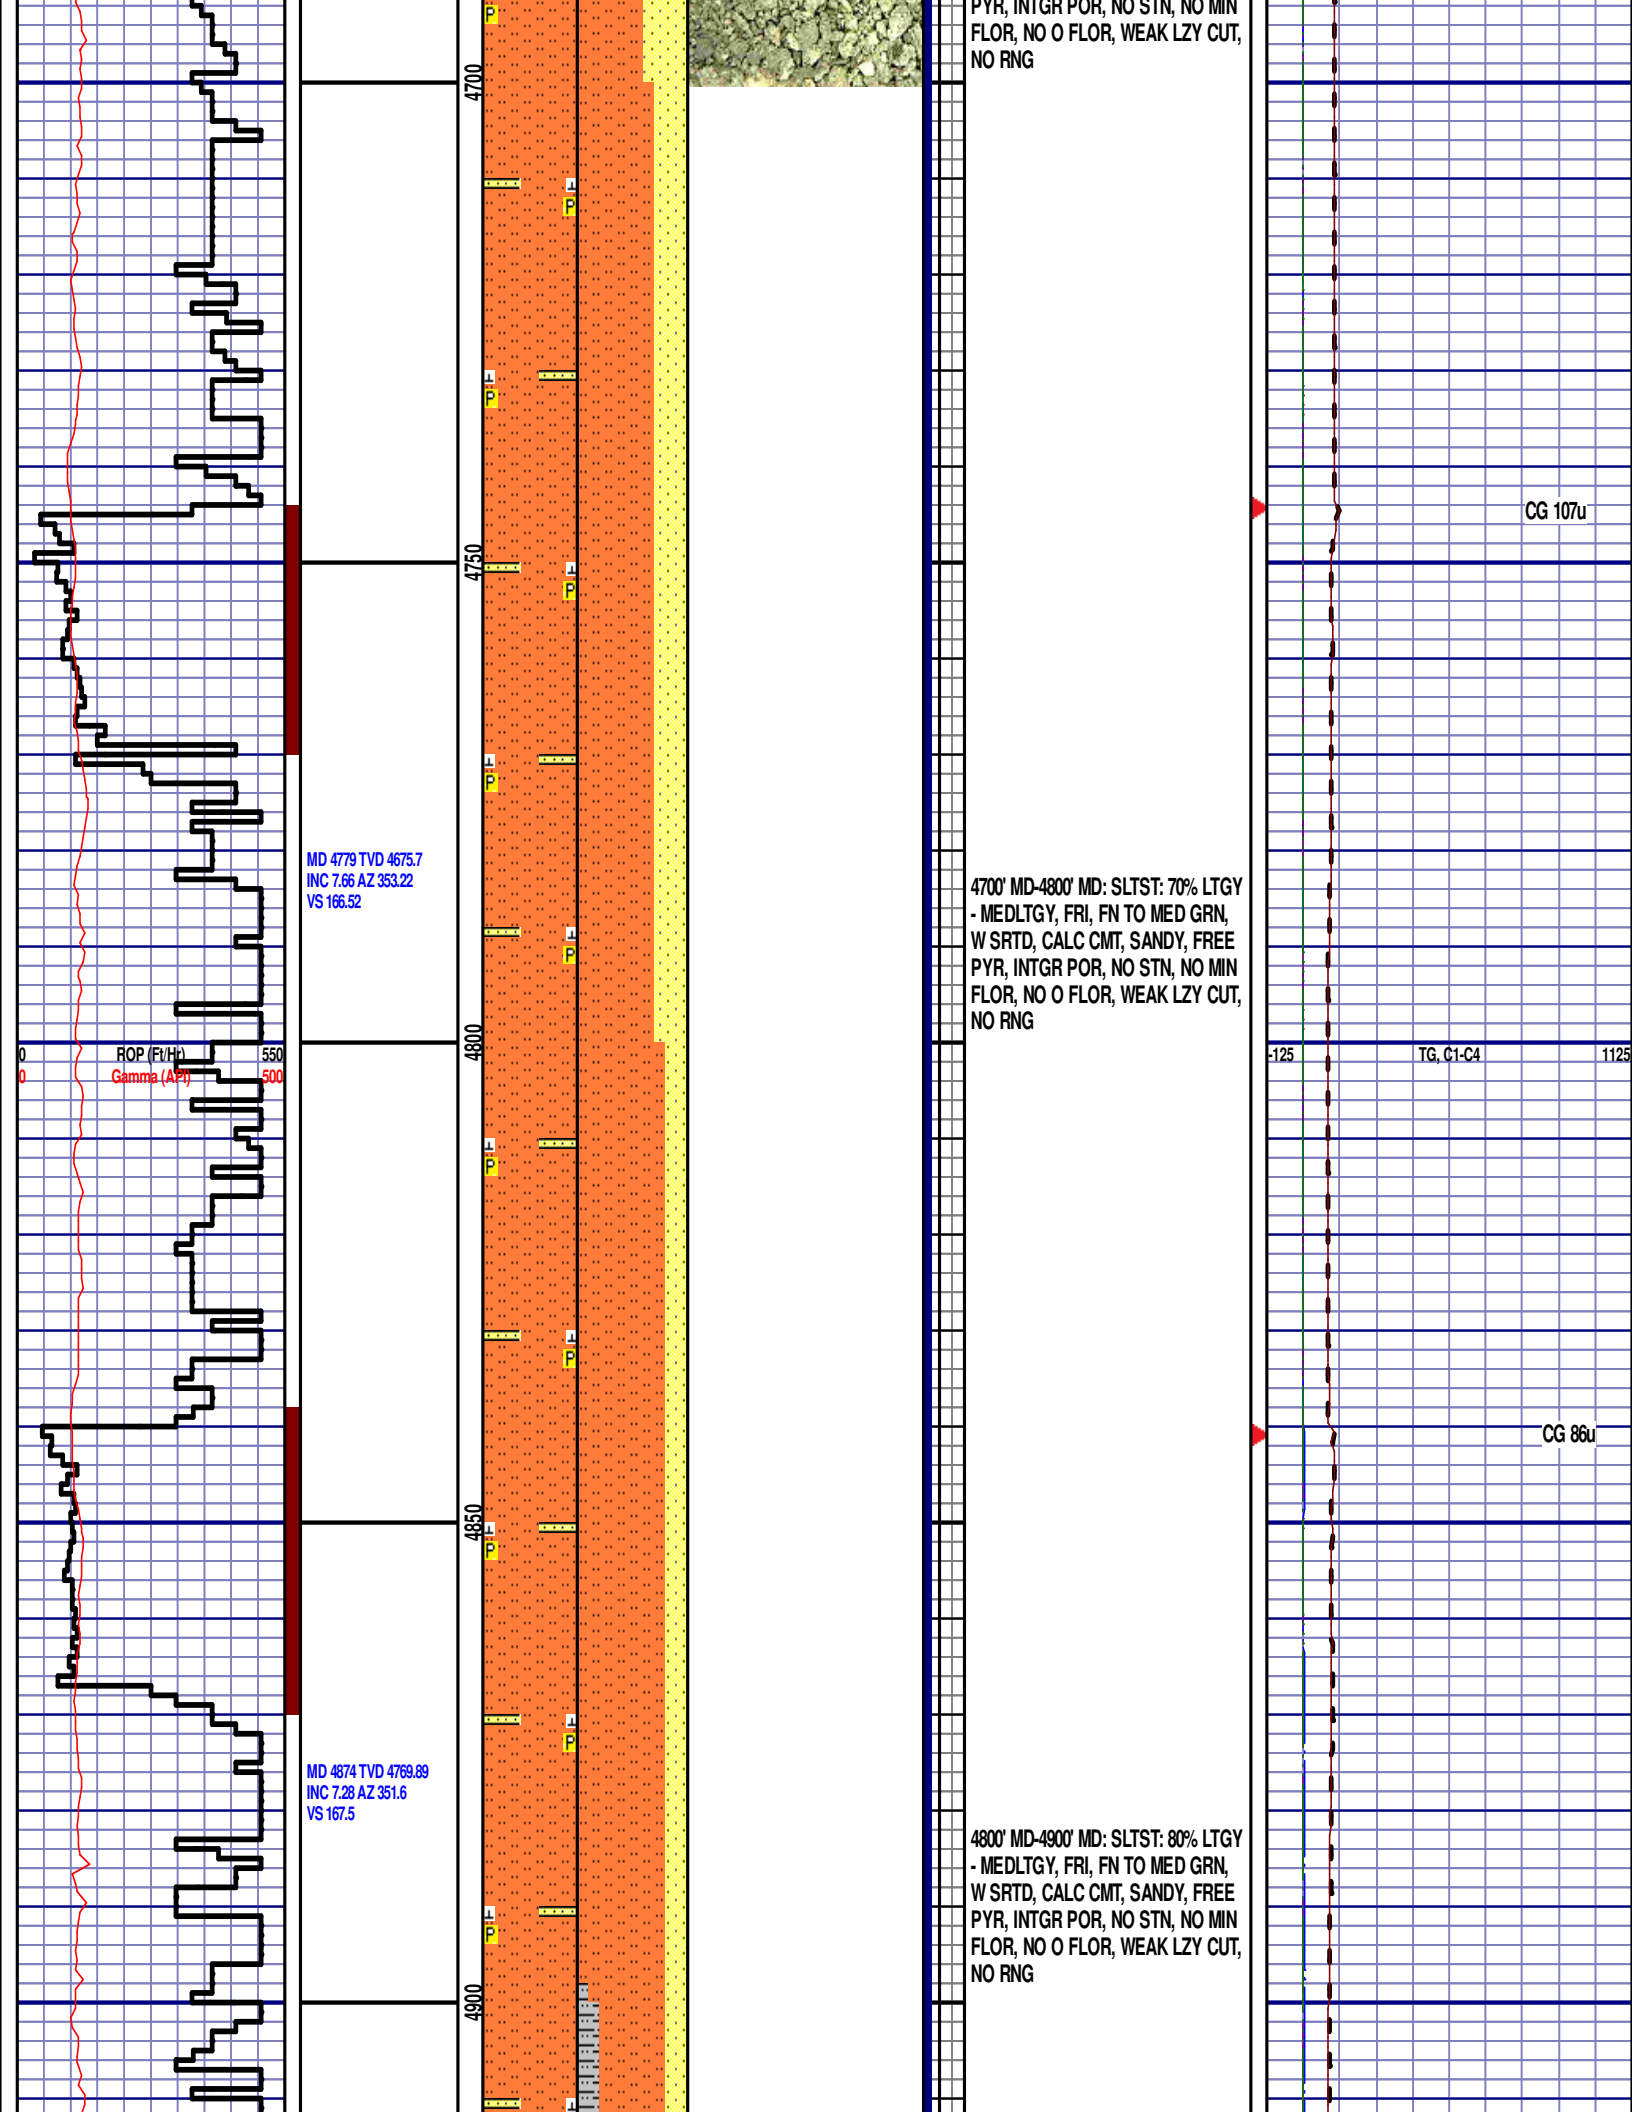 PYR, INTGR POR, NO STN, NO MIN
FLOR, NO O FLOR, WEAK LZY CUT,
NO RNG
4700
P
P
P
CG 107u
4750
P
P
MD 4779 TVD 4675.7
INC 7.66 AZ 353.22
VS 166.52
4700' MD-4800' MD: SLTST: 70% LTGY
- MEDLTGY, FRI, FN TO MED GRN,
W SRTD, CALC CMT, SANDY, FREE
PYR, INTGR POR, NO STN, NO MIN
FLOR, NO O FLOR, WEAK LZY CUT,
NO RNG
P
4800
0 ROP (Ft/Hr) 550
0 Gamma (API) 500
-125 TG, C1-C4 1125
P
P
CG 86u
4850
P
P
MD 4874 TVD 4769.89
INC 7.28 AZ 351.6
VS 167.5
4800' MD-4900' MD: SLTST: 80% LTGY
- MEDLTGY, FRI, FN TO MED GRN,
W SRTD, CALC CMT, SANDY, FREE
PYR, INTGR POR, NO STN, NO MIN
FLOR, NO O FLOR, WEAK LZY CUT,
NO RNG
P
4900